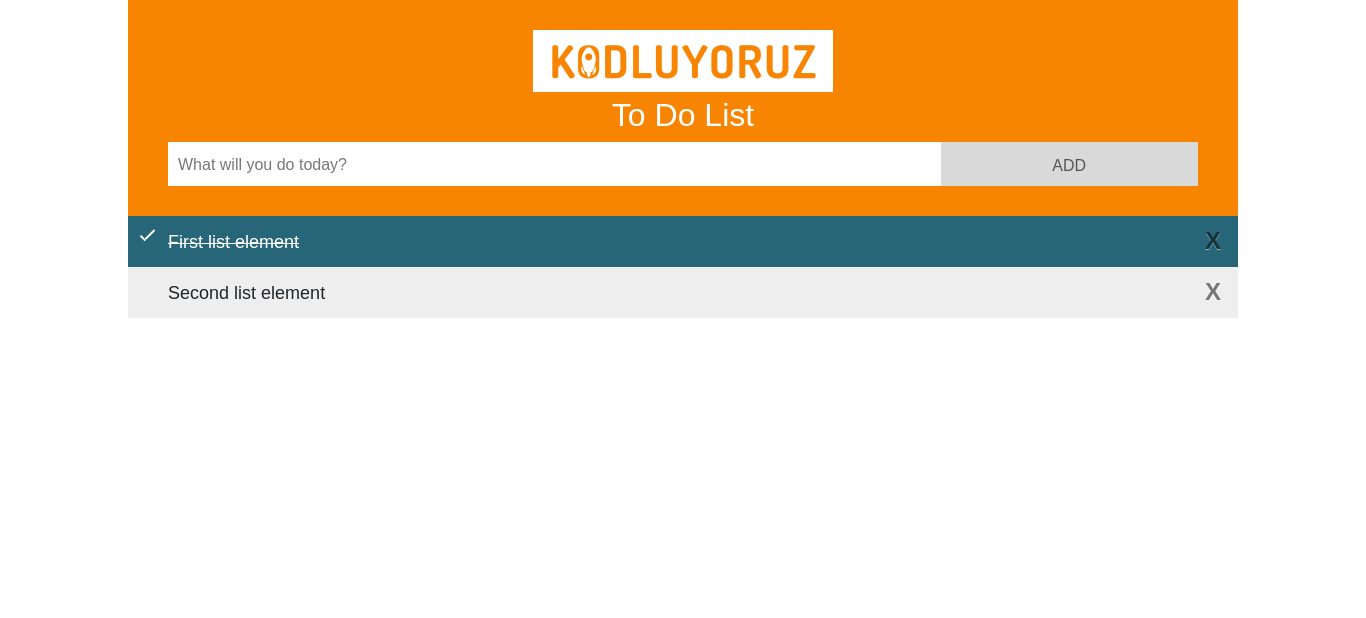 KODLUYORUZ
To Do List
What will you do today?
ADD
First list element
X
Second list element
X